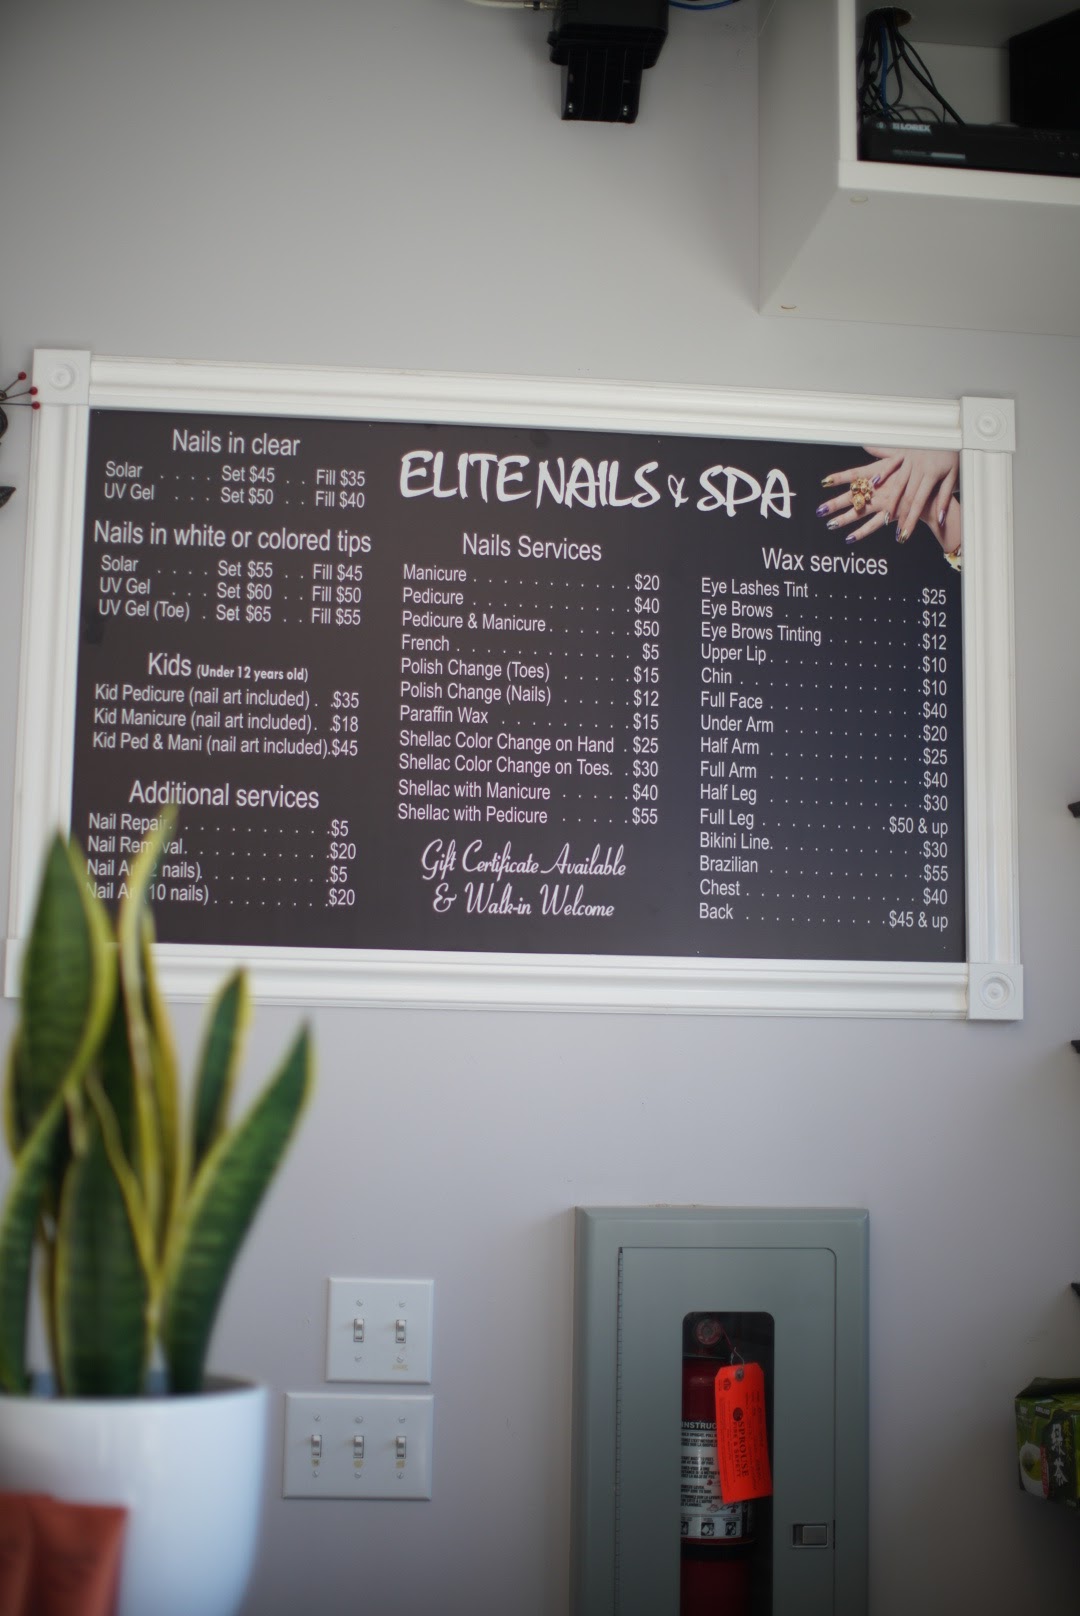 LOREX
Nails in clear
Solar . . . . Set $45 . . Fill $35
UV Gel . . . Set $50 . . Fill $40
Nails in white or colored tips
Solar . . . . Set $55 . . Fill $45
UV Gel . . . Set $60 . . Fill $50
UV Gel (Toe) . Set $65 . . Fill $55
Kids (Under 12 years old)
Kid Pedicure (nail art included) . .$35
Kid Manicure (nail art included). .$18
Kid Ped & Mani (nail art included).$45
Additional services
Nail Repair. . . . . . . . . . .$5
Nail Removal. . . . . . . . . .$20
Nail Art (2 nails). . . . . . . . .$5
Nail Art (10 nails) . . . . . . . .$20
ELITE NAILS & SPA
Nails Services
Manicure . . . . . . . . . . . .$20
Pedicure . . . . . . . . . . . .$40
Pedicure & Manicure. . . . . .$50
French . . . . . . . . . . . . . $5
Polish Change (Toes) . . . . .$15
Polish Change (Nails) . . . . .$12
Paraffin Wax . . . . . . . . . .$15
Shellac Color Change on Hand . $25
Shellac Color Change on Toes. . $30
Shellac with Manicure . . . . .$40
Shellac with Pedicure . . . . .$55
Gift Certificate Available
& Walk-in Welcome
Wax services
Eye Lashes Tint . . . . . . . .$25
Eye Brows . . . . . . . . . . .$12
Eye Brows Tinting . . . . . . .$12
Upper Lip. . . . . . . . . . . .$10
Chin . . . . . . . . . . . . . .$10
Full Face . . . . . . . . . . . .$40
Under Arm . . . . . . . . . . .$20
Half Arm . . . . . . . . . . . .$25
Full Arm . . . . . . . . . . . .$40
Half Leg . . . . . . . . . . . .$30
Full Leg . . . . . . . . .$50 & up
Bikini Line. . . . . . . . . . .$30
Brazilian . . . . . . . . . . . .$55
Chest . . . . . . . . . . . . . .$40
Back . . . . . . . . . .$45 & up
INSTRUC
SPROUSE